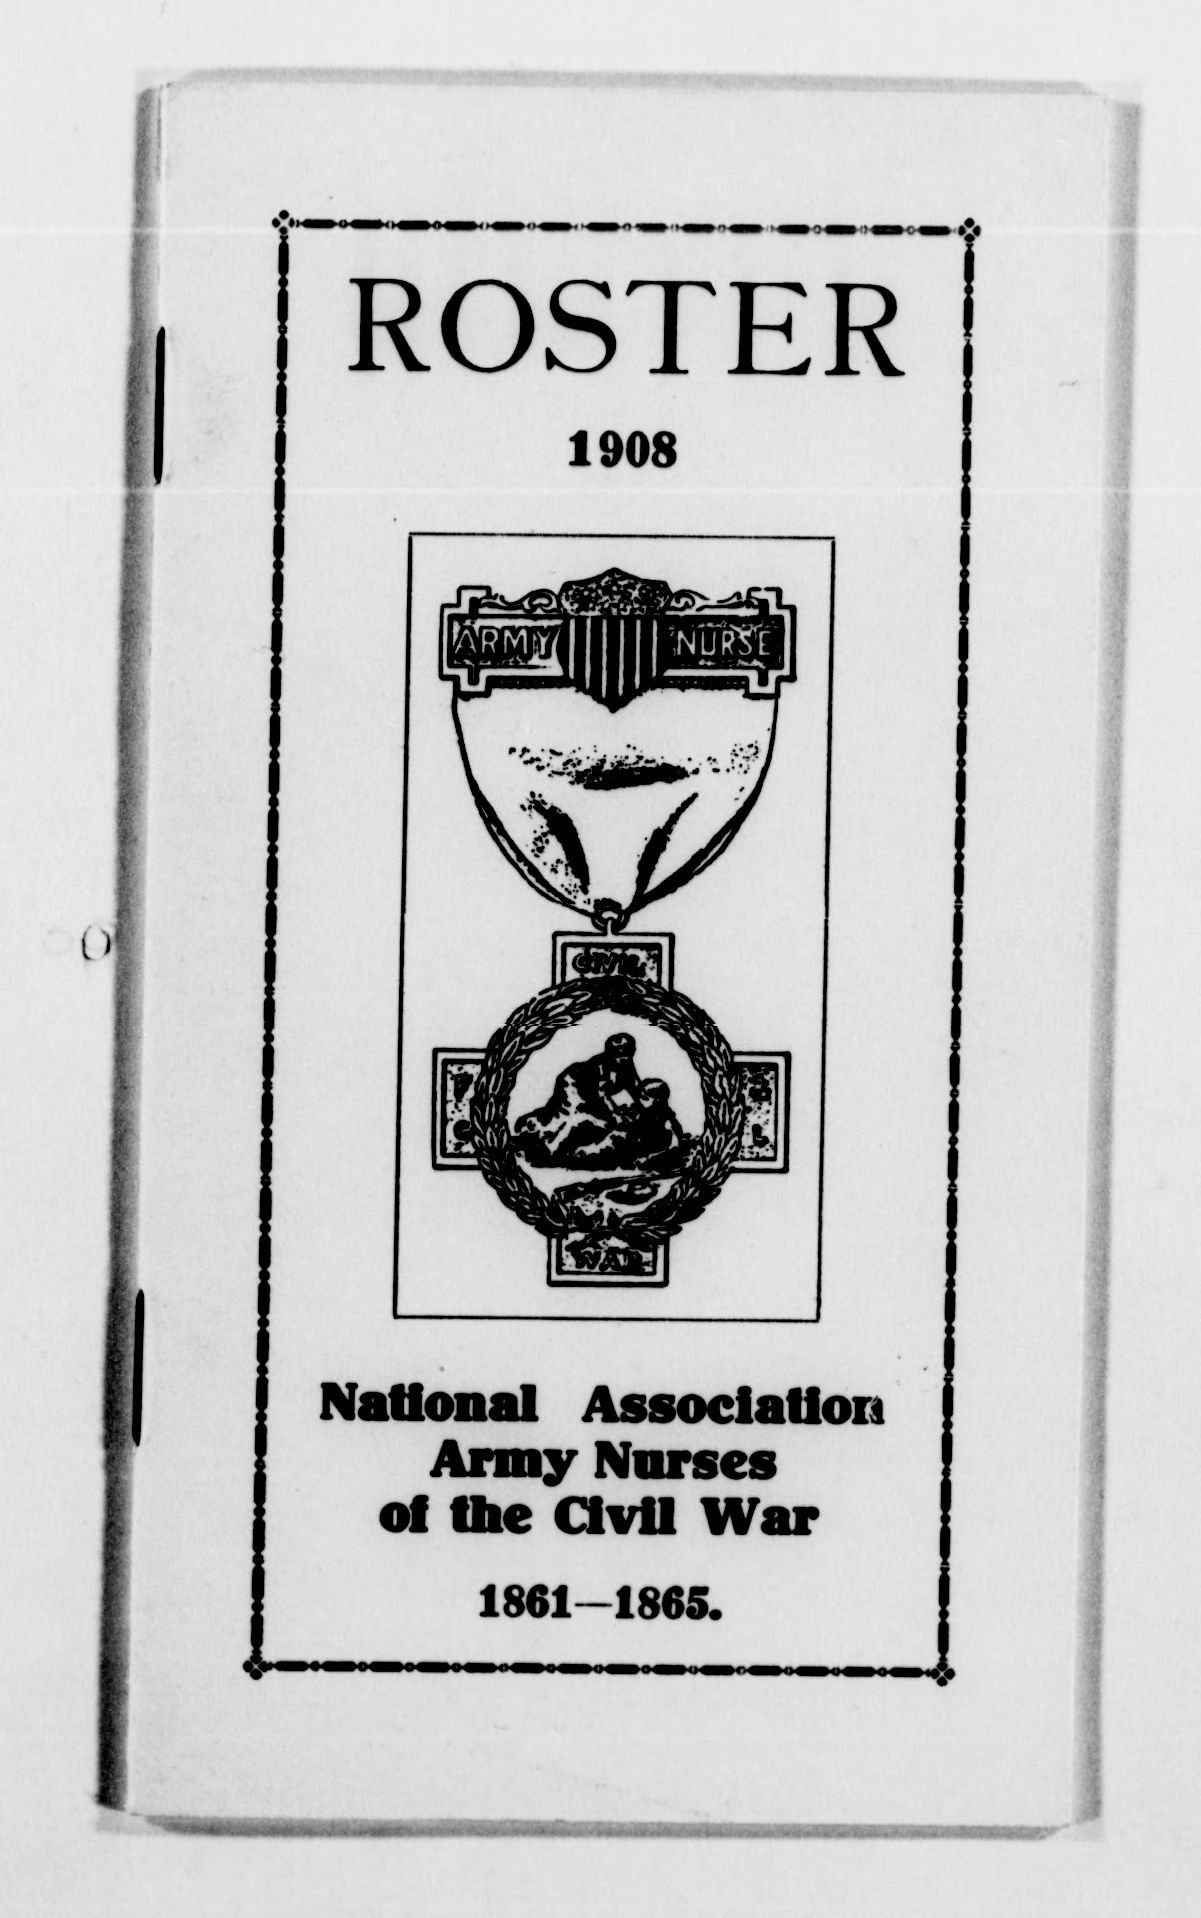 ROSTER
1908
ARMY NURSE
CIVIL
F
C
L
WAR
National Association
Army Nurses
of the Civil War
1861—1865.